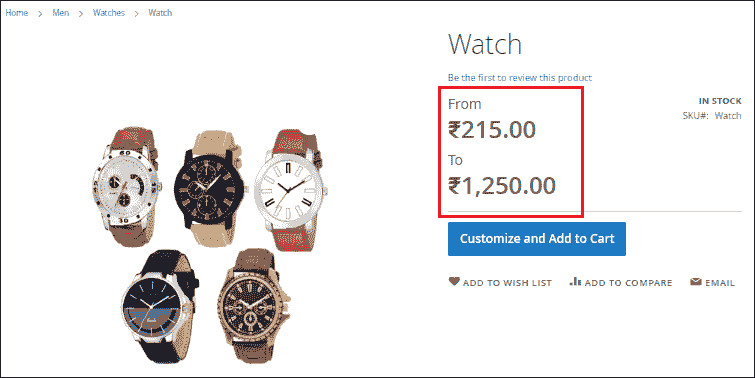 Home > Men > Watches > Watch
Watch
Be the first to review this product
From
₹215.00
To
₹1,250.00
IN STOCK
SKU#: Watch
Customize and Add to Cart
ADD TO WISH LIST ADD TO COMPARE EMAIL